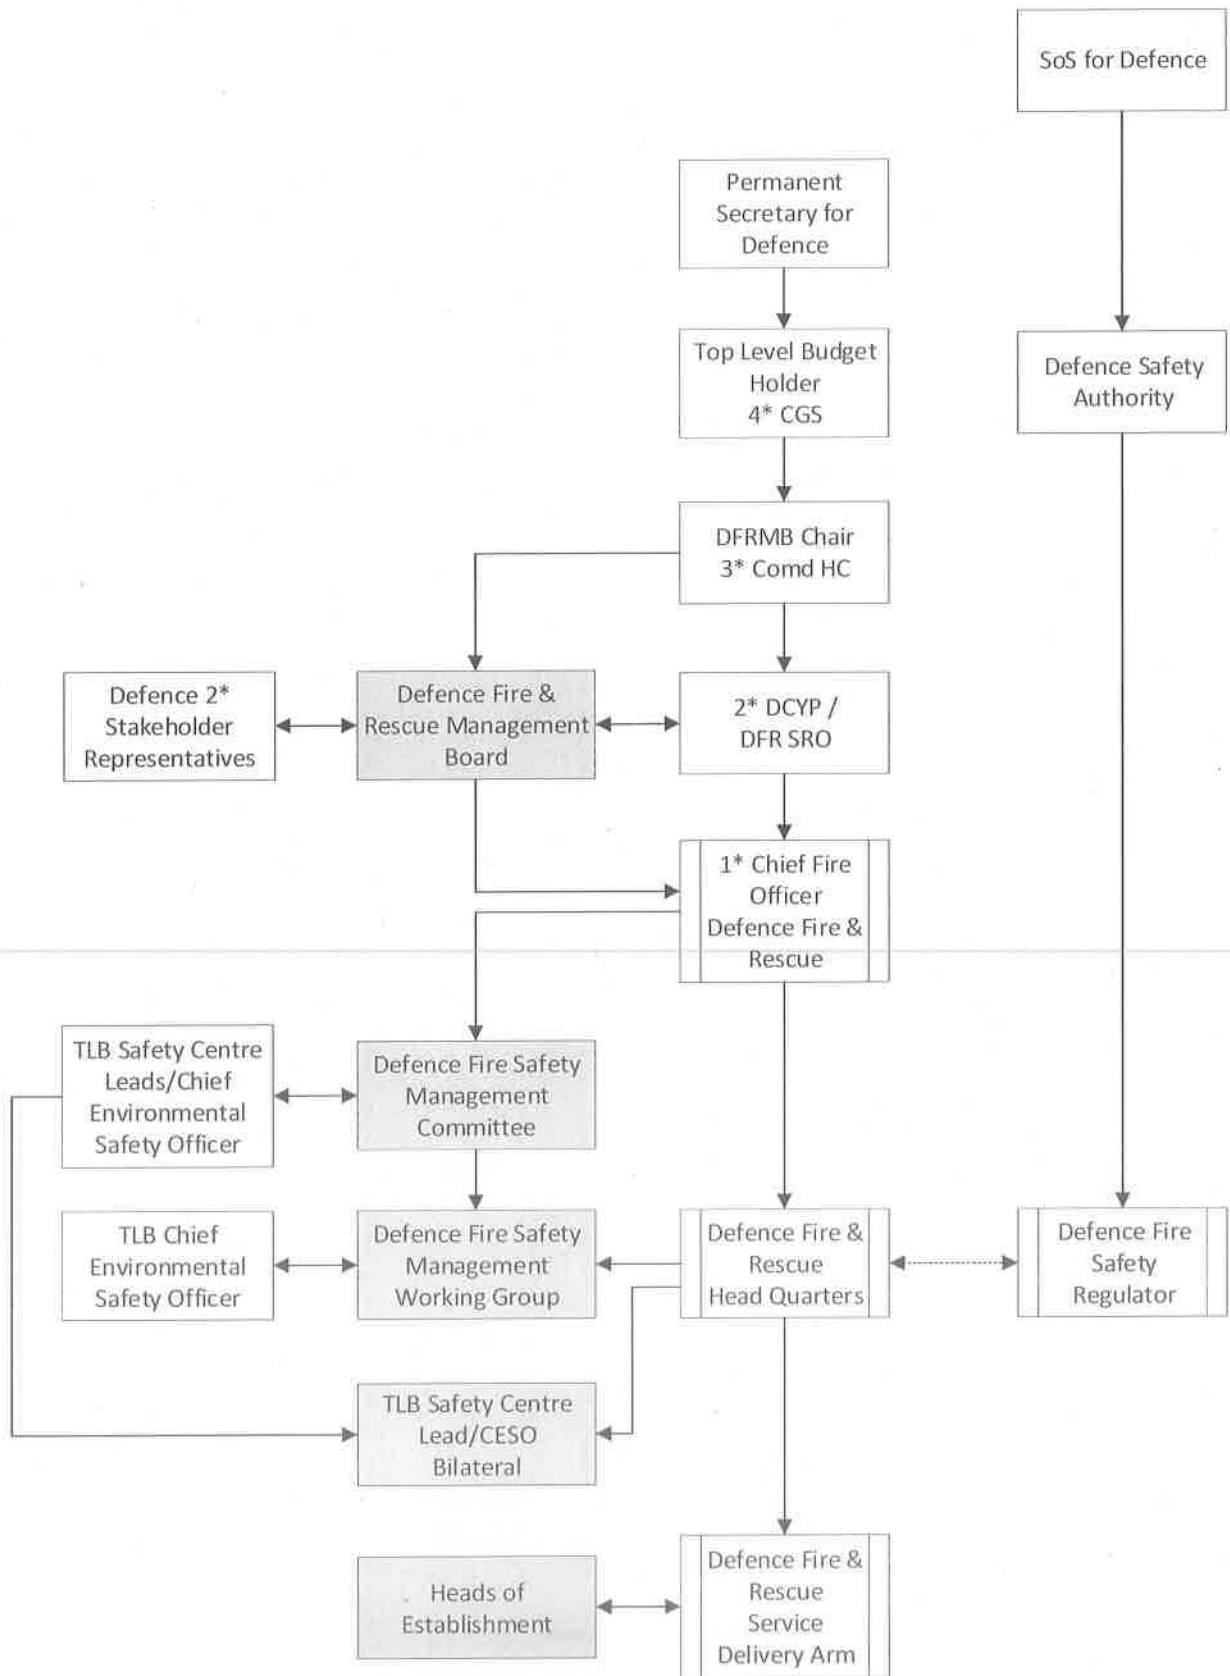 SoS for Defence
Permanent
Secretary for
Defence
Top Level Budget
Holder
4* CGS
Defence Safety
Authority
DFRMB Chair
3* Comd HC
Defence 2*
Stakeholder
Representatives
Defence Fire &
Rescue Management
Board
2* DCYP /
DFR SRO
1* Chief Fire
Officer
Defence Fire &
Rescue
TLB Safety Centre
Leads/Chief
Environmental
Safety Officer
Defence Fire Safety
Management
Committee
TLB Chief
Environmental
Safety Officer
Defence Fire Safety
Management
Working Group
Defence Fire &
Rescue
Head Quarters
Defence Fire
Safety
Regulator
TLB Safety Centre
Lead/CESO
Bilateral
Heads of
Establishment
Defence Fire &
Rescue
Service
Delivery Arm